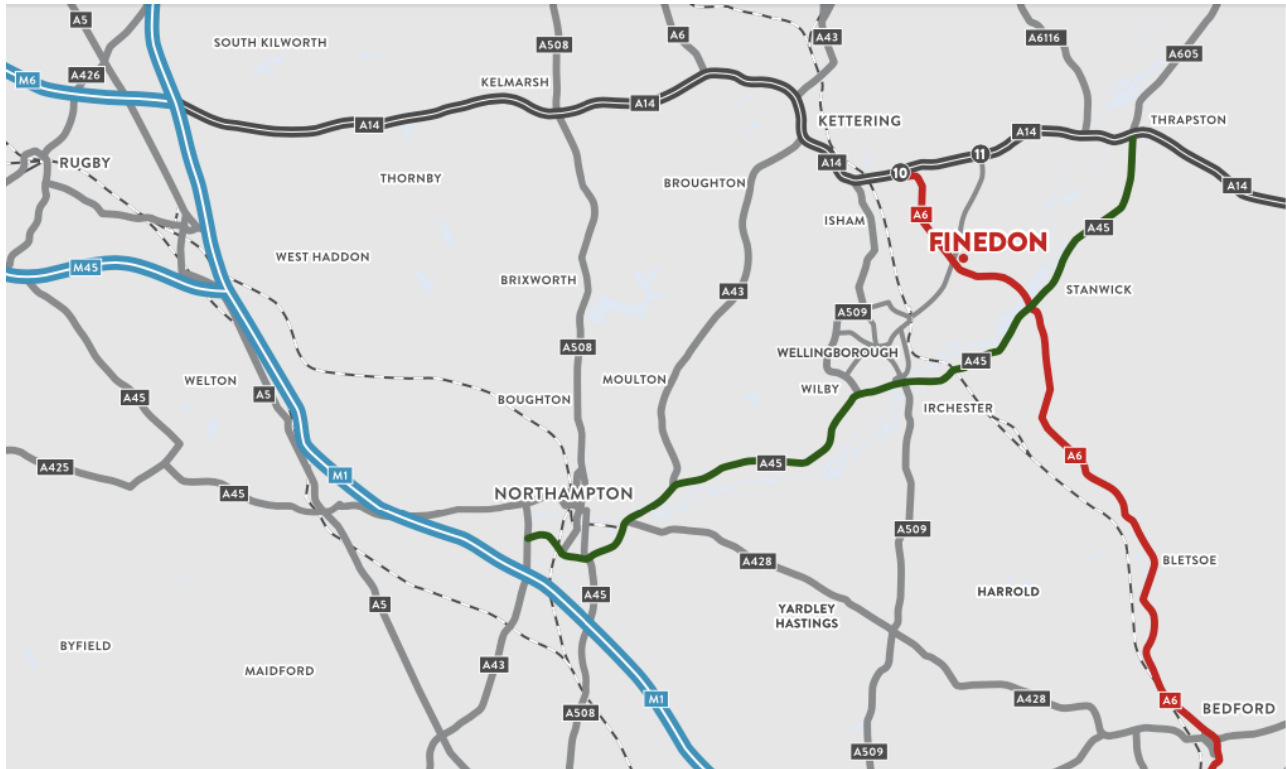 A5
A508
A6
A43
A6116
A605
SOUTH KILWORTH
A426
M6
KELMARSH
A14
A14
KETTERING
A14
THRAPSTON
RUGBY
A14
11
10
A14
THORNBY
BROUGHTON
ISHAM
A6
A45
FINEDON
WEST HADDON
M45
BRIXWORTH
A43
STANWICK
A509
A508
WELLINGBOROUGH
A45
WELTON
MOULTON
WILBY
A45
A5
BOUGHTON
IRCHESTER
A425
M1
A45
A6
A45
NORTHAMPTON
A509
A428
BLETSOE
A45
HARROLD
A5
YARDLEY
HASTINGS
BYFIELD
MAIDFORD
A43
M1
A428
A6
BEDFORD
A508
A509